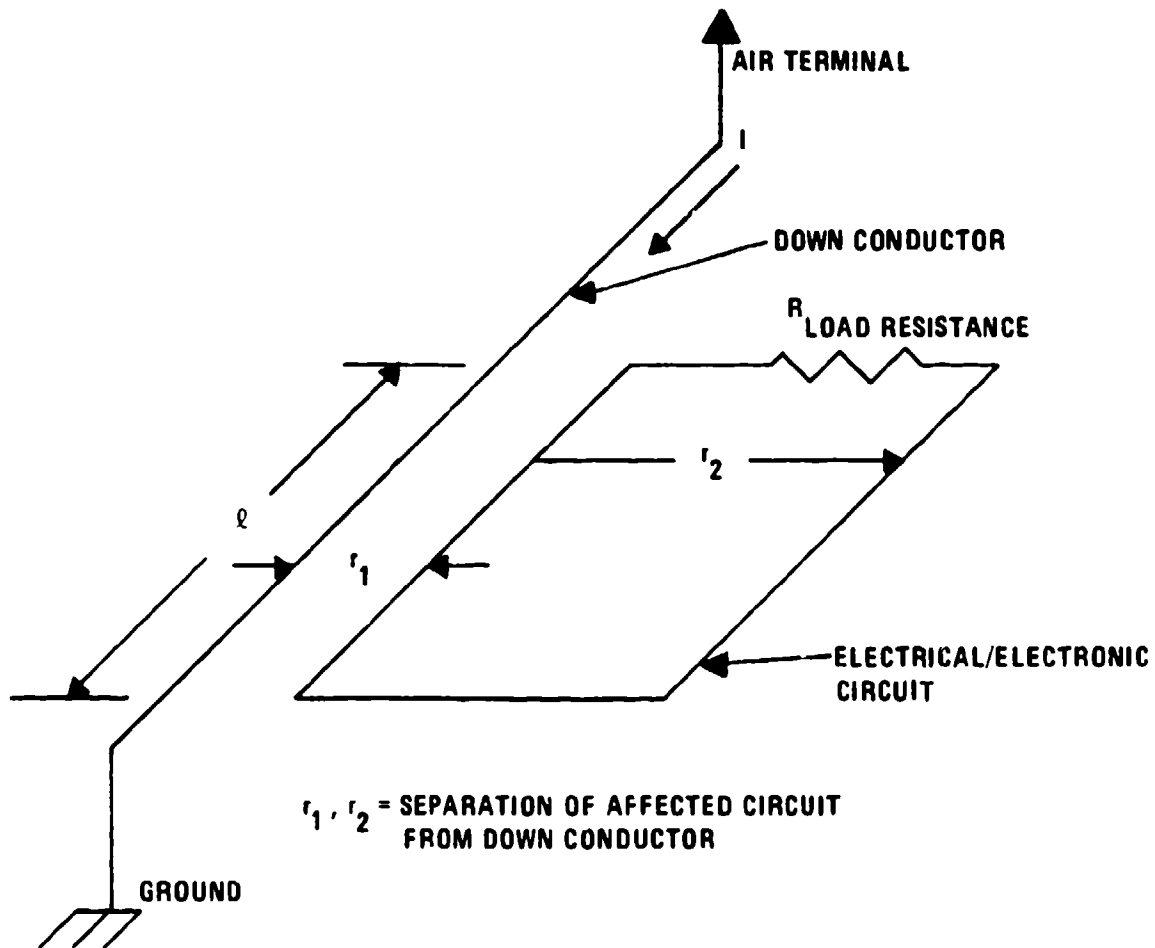 AIR TERMINAL
I
DOWN CONDUCTOR
R LOAD RESISTANCE
r2
ℓ
r1
ELECTRICAL/ELECTRONIC
CIRCUIT
r1, r2 = SEPARATION OF AFFECTED CIRCUIT
FROM DOWN CONDUCTOR
GROUND